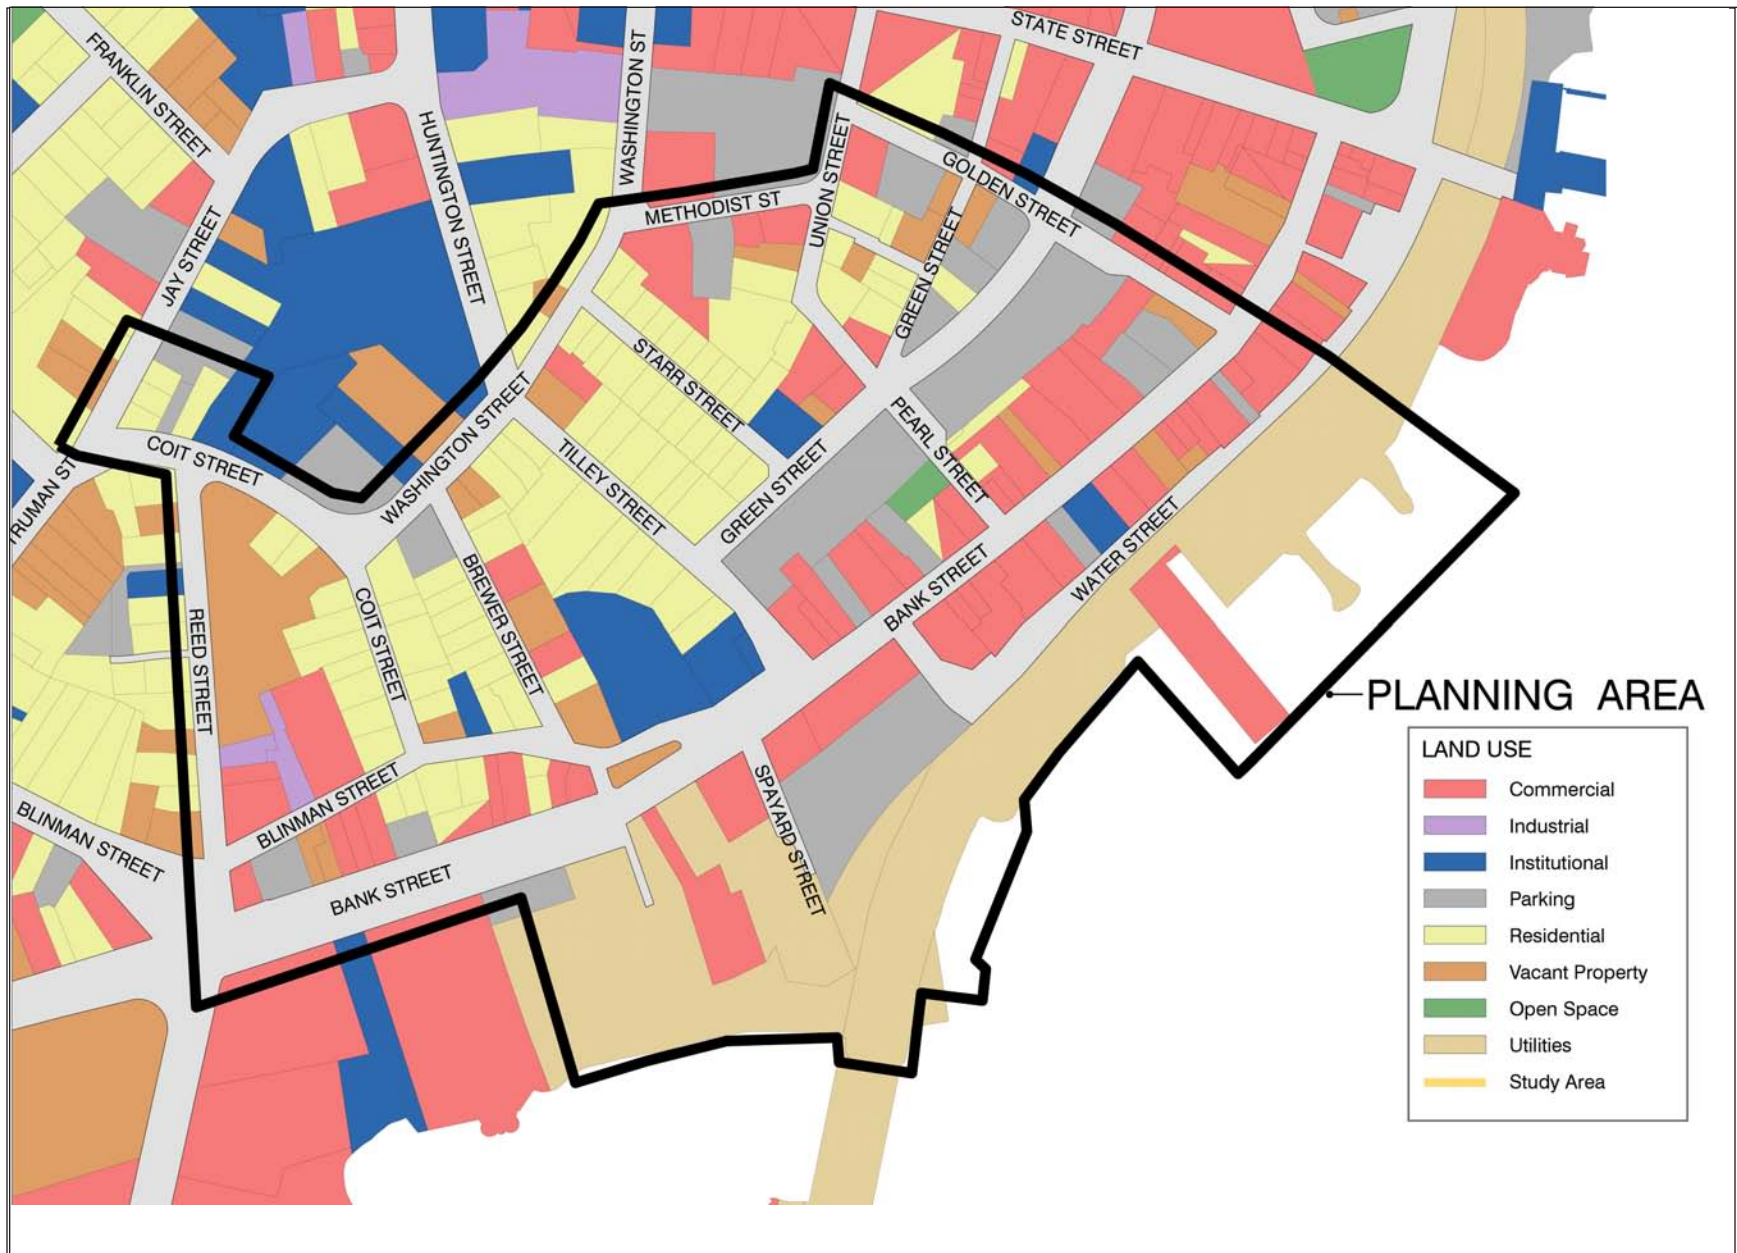 STATE STREET
FRANKLIN STREET
WASHINGTON ST
HUNTINGTON STREET
UNION STREET
GOLDEN STREET
METHODIST ST
JAY STREET
GREEN STREET
GREEN STREET
STARR STREET
WASHINGTON STREET
PEARL STREET
COIT STREET
TILLEY STREET
GREEN STREET
TRUMAN ST
BREWER STREET
WATER STREET
BANK STREET
COIT STREET
REED STREET
PLANNING AREA
LAND USE
Commercial
Industrial
Institutional
Parking
Residential
Vacant Property
Open Space
Utilities
Study Area
BLINMAN STREET
SPAYARD STREET
BLINMAN STREET
BANK STREET